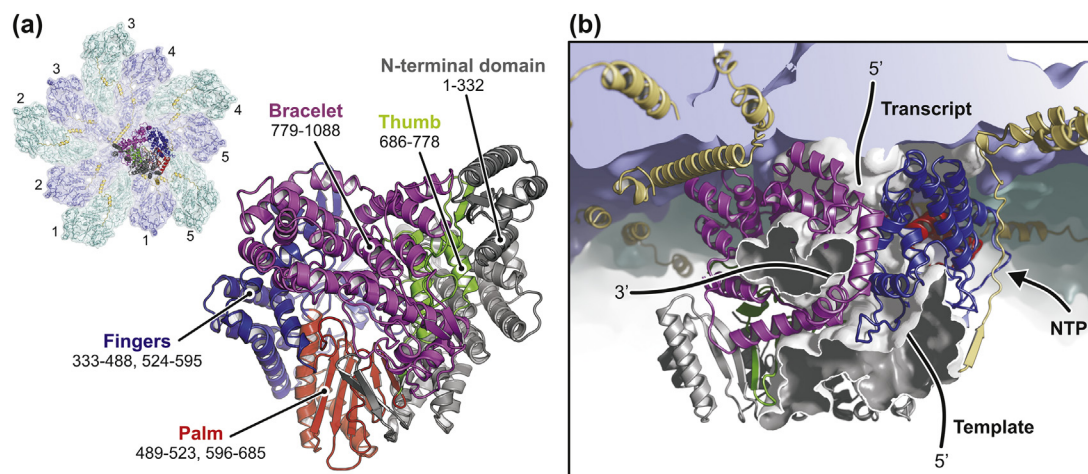 (a)
3
4
3
2
4
2
5
1
1
5
N-terminal domain
1-332
Bracelet
779-1088
Thumb
686-778
Fingers
333-488, 524-595
Palm
489-523, 596-685
(b)
5′
Transcript
3′
NTP
Template
5′